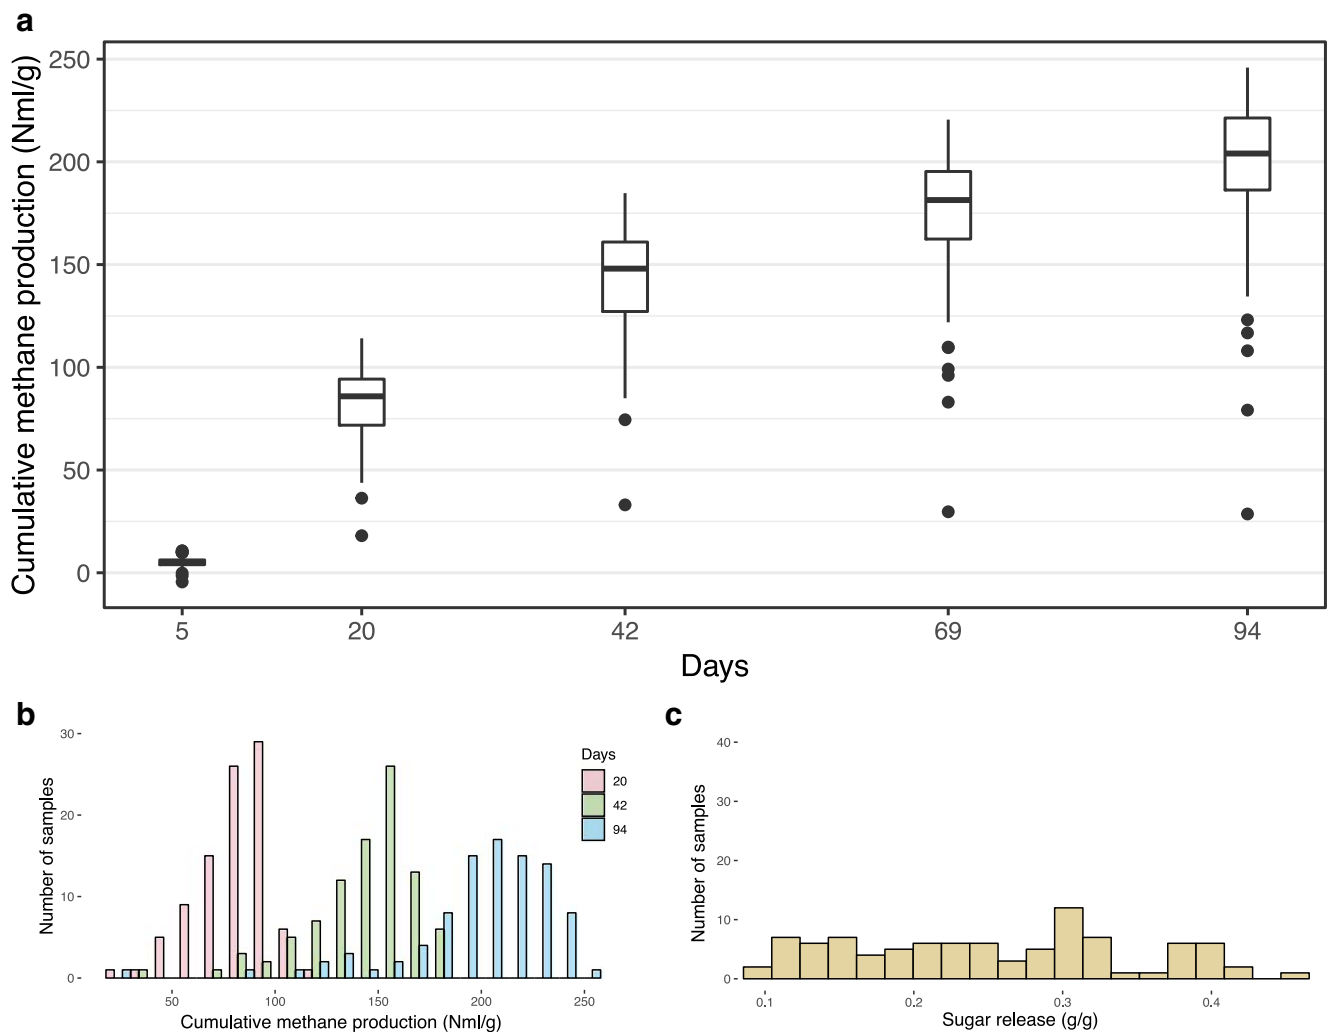 a
Cumulative methane production (Nml/g)
250
200
150
100
50
0
5 20 42 69 94
Days
b
Number of samples
30
20
10
0
50 100 150 200 250
Cumulative methane production (Nml/g)
Days
20
42
94
c
Number of samples
40
30
20
10
0
0.1 0.2 0.3 0.4
Sugar release (g/g)